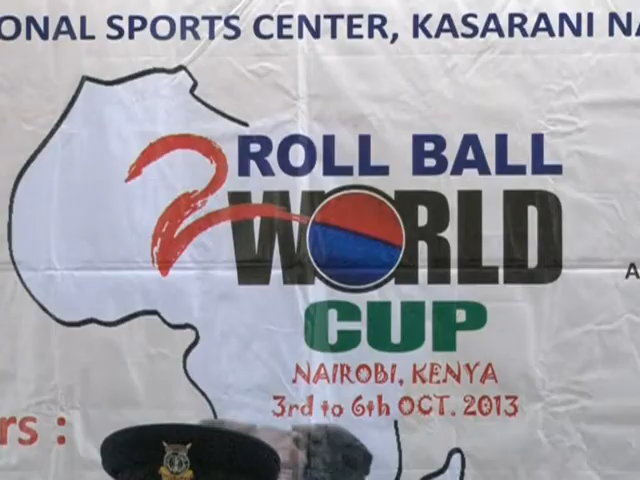 ONAL SPORTS CENTER, KASARANI NA
2
ROLL BALL
WORLD
CUP
NAIROBI, KENYA
3rd to 6th OCT. 2013
A
rs :